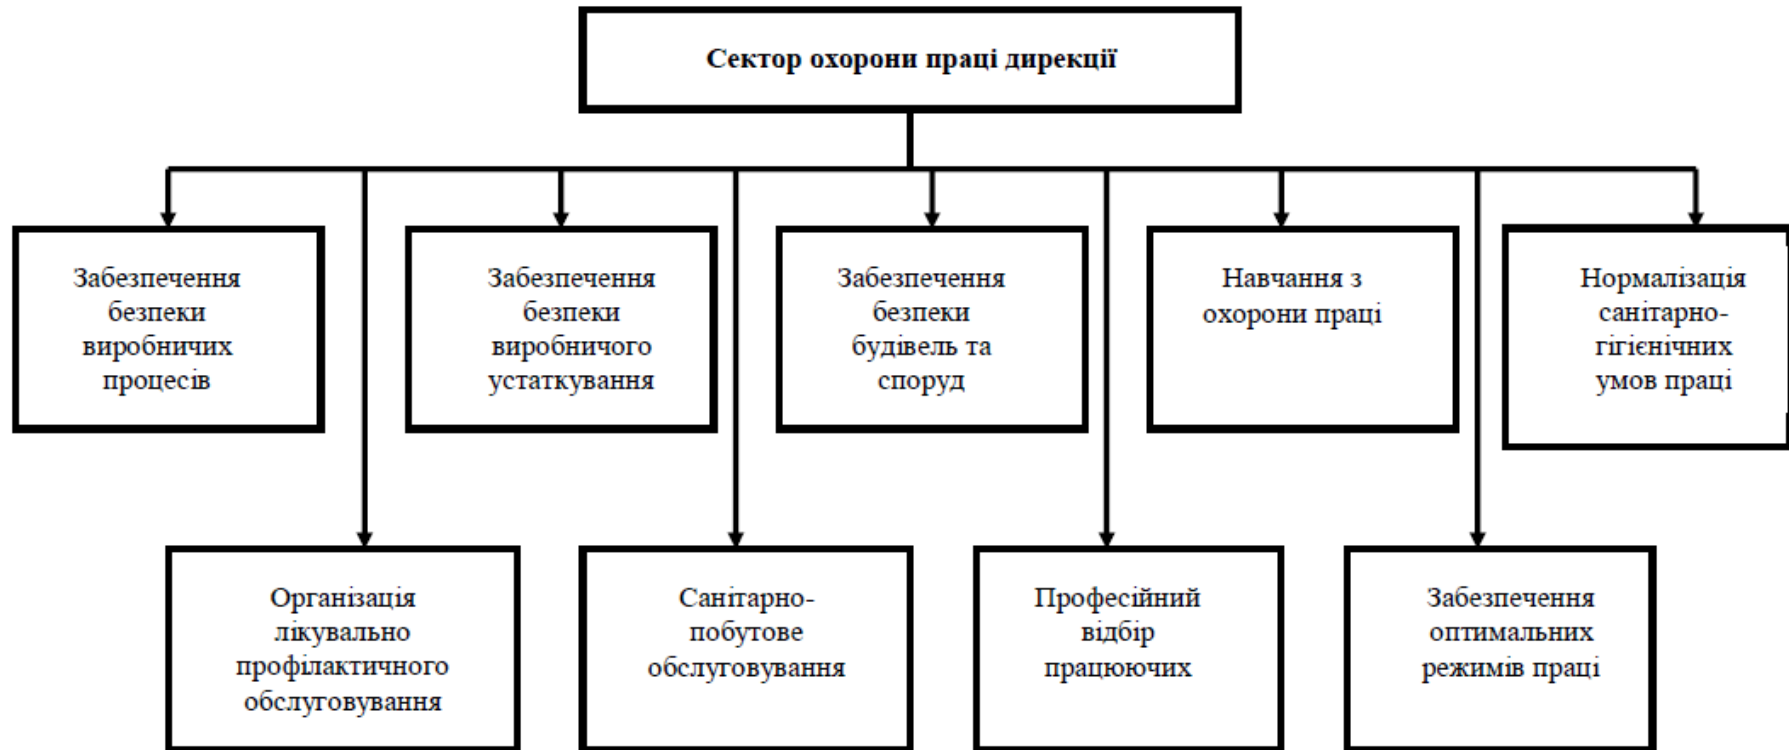 Сектор охорони праці дирекції
Забезпечення
безпеки
виробничих
процесів
Забезпечення
безпеки
виробничого
устаткування
Забезпечення
безпеки
будівель та
споруд
Навчання з
охорони праці
Нормалізація
санітарно-
гігієнічних
умов праці
Організація
лікувально
профілактичного
обслуговування
Санітарно-
побутове
обслуговування
Професійний
відбір
працюючих
Забезпечення
оптимальних
режимів праці